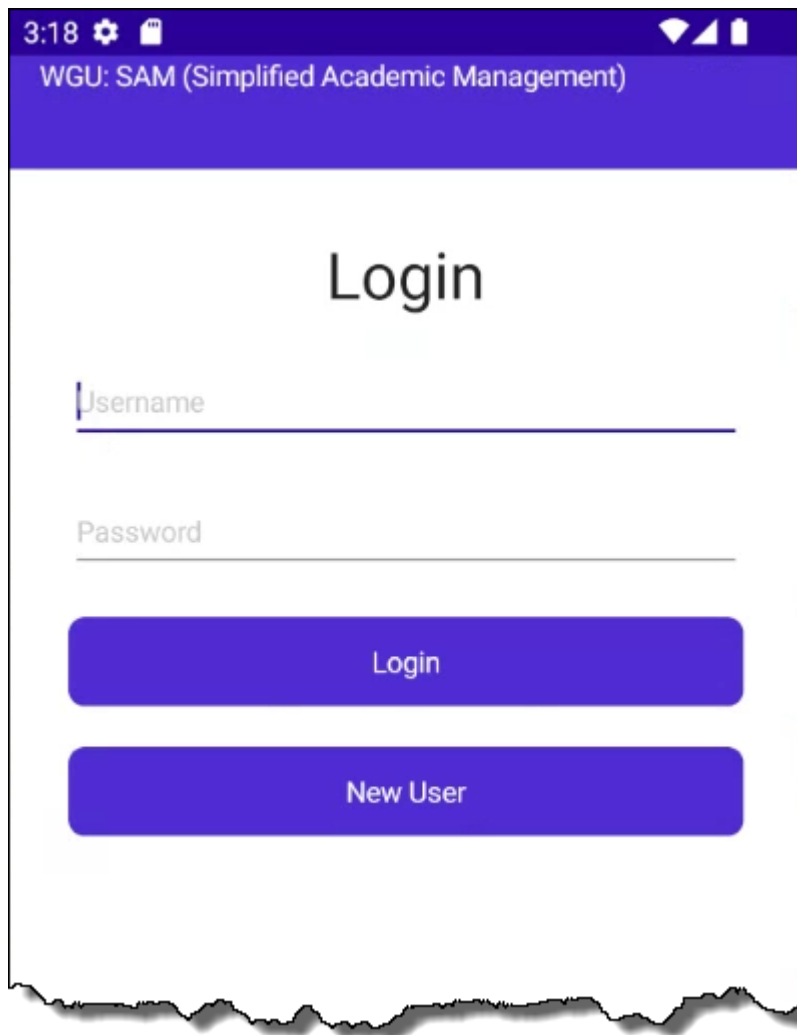 3:18
WGU: SAM (Simplified Academic Management)
Login
Username
Password
Login
New User